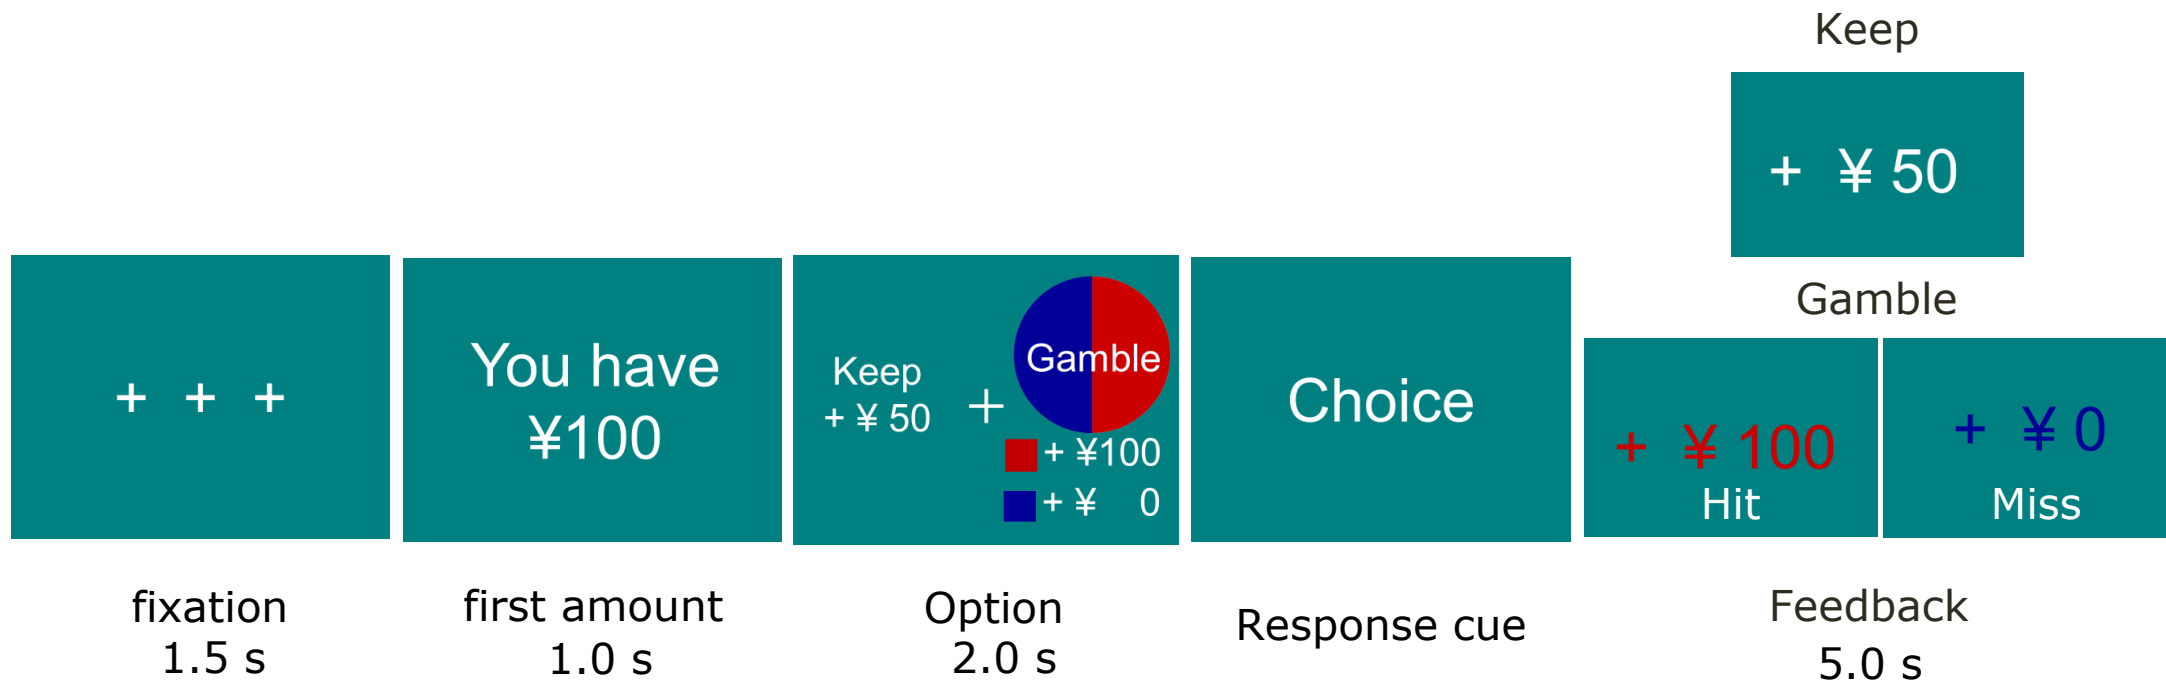 + + +
fixation
1.5 s
You have
¥100
first amount
1.0 s
Keep
+ ¥ 50
+
Gamble
+ ¥100
+ ¥ 0
Option
2.0 s
Choice
Response cue
Keep
+ ¥ 50
Gamble
+ ¥ 100
Hit
+ ¥ 0
Miss
Feedback
5.0 s